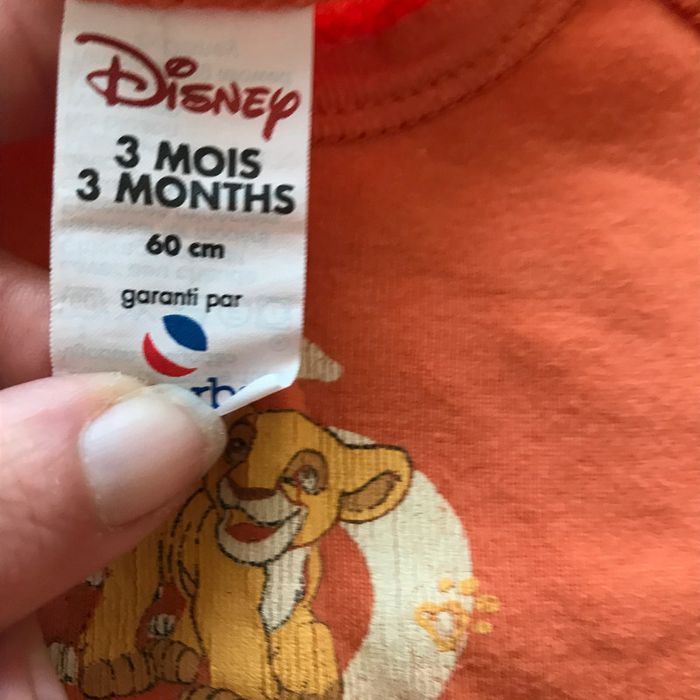 Disney
3 MOIS
3 MONTHS
60 cm
garanti par